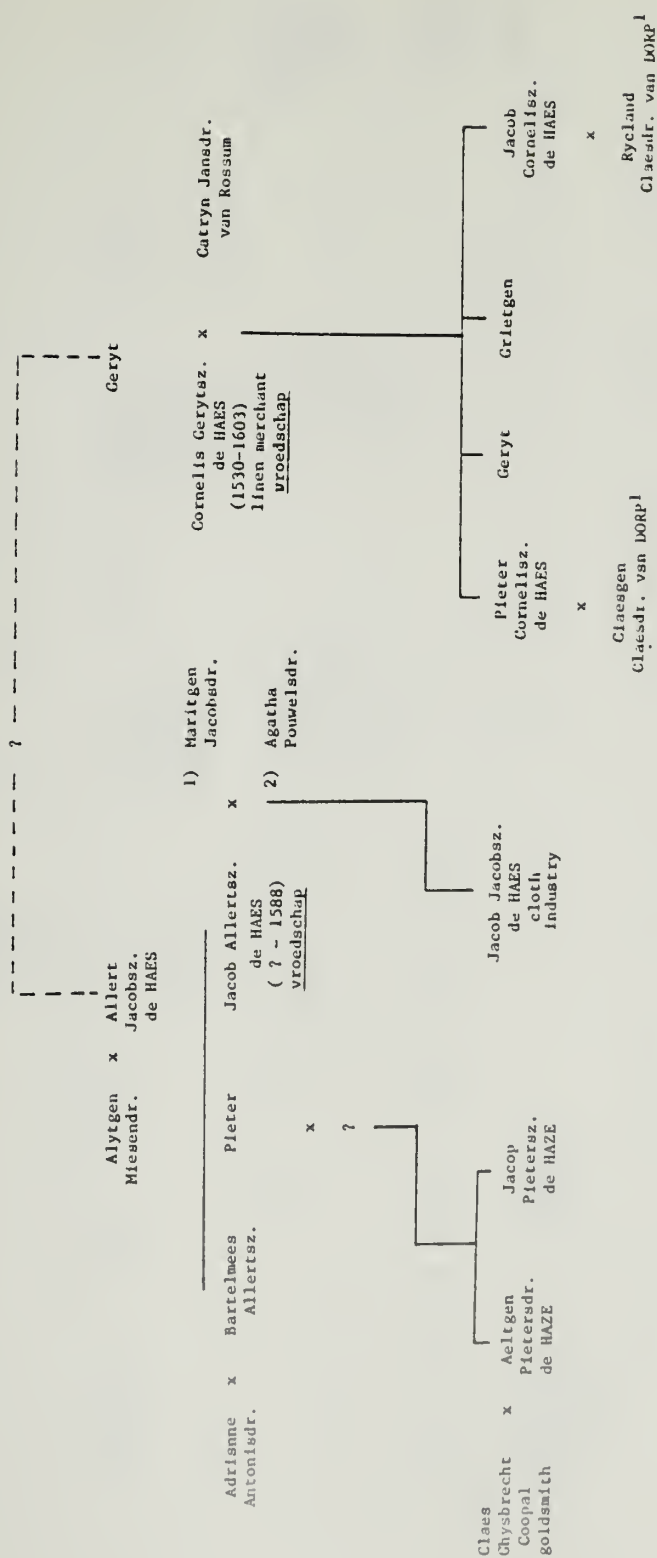 ?
Alytgen x Allert
Miesendr. Jacobsz.
de HAES
Geryt
Adrisnne x Bartelmees
Antonisdr. Allertsz.
Pieter
x
?
Jacob Allertsz. x
de HAES
( ? - 1588)
vroedschap
1) Maritgen
Jacobsdr.
2) Agatha
Pouwelsdr.
Cornelis Gerytsz. x Catryn Jansdr.
de HAES van Rossum
(1530-1603)
linen merchant
vroedschap
Claes
Ghysbrecht x Aeltgen
Coopal Pietersdr.
goldsmith de HAZE
Jacop
Pietersz.
de HAZE
Jacob Jacobsz.
de HAES
cloth
industry
Pieter
Cornelisz.
de HAES
x
Claesgen
Claesdr. van DORP1
Geryt
Grietgen
Jacob
Cornelisz.
de HAES
x
Rycland
Claesdr. van DORP1